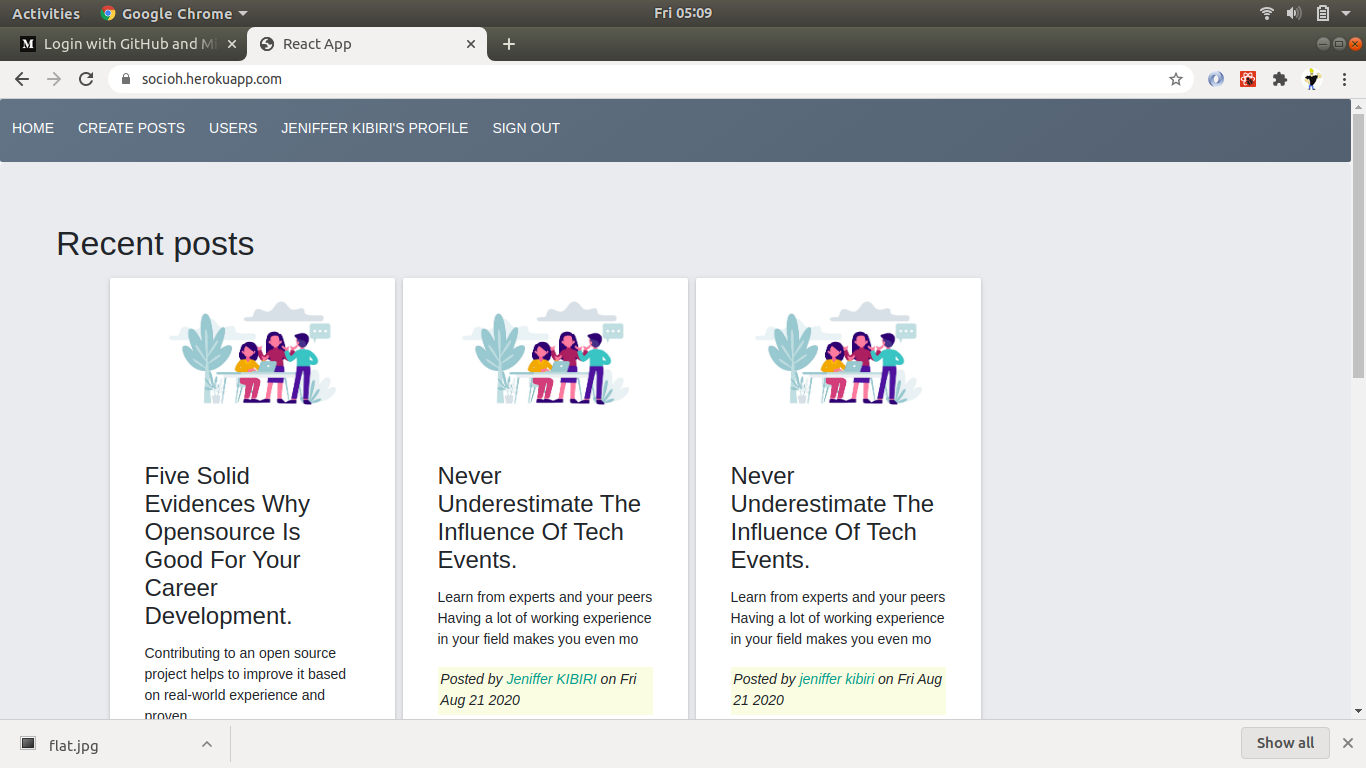 Activities
Google Chrome
Fri 05:09
Login with GitHub and Mi
React App
socioh.herokuapp.com
HOME
CREATE POSTS
USERS
JENIFFER KIBIRI'S PROFILE
SIGN OUT
Recent posts
Five Solid
Evidences Why
Opensource Is
Good For Your
Career
Development.
Contributing to an open source
project helps to improve it based
on real-world experience and
proven
Never
Underestimate The
Influence Of Tech
Events.
Learn from experts and your peers
Having a lot of working experience
in your field makes you even mo
Posted by Jeniffer KIBIRI on Fri
Aug 21 2020
Never
Underestimate The
Influence Of Tech
Events.
Learn from experts and your peers
Having a lot of working experience
in your field makes you even mo
Posted by jeniffer kibiri on Fri Aug
21 2020
flat.jpg
Show all